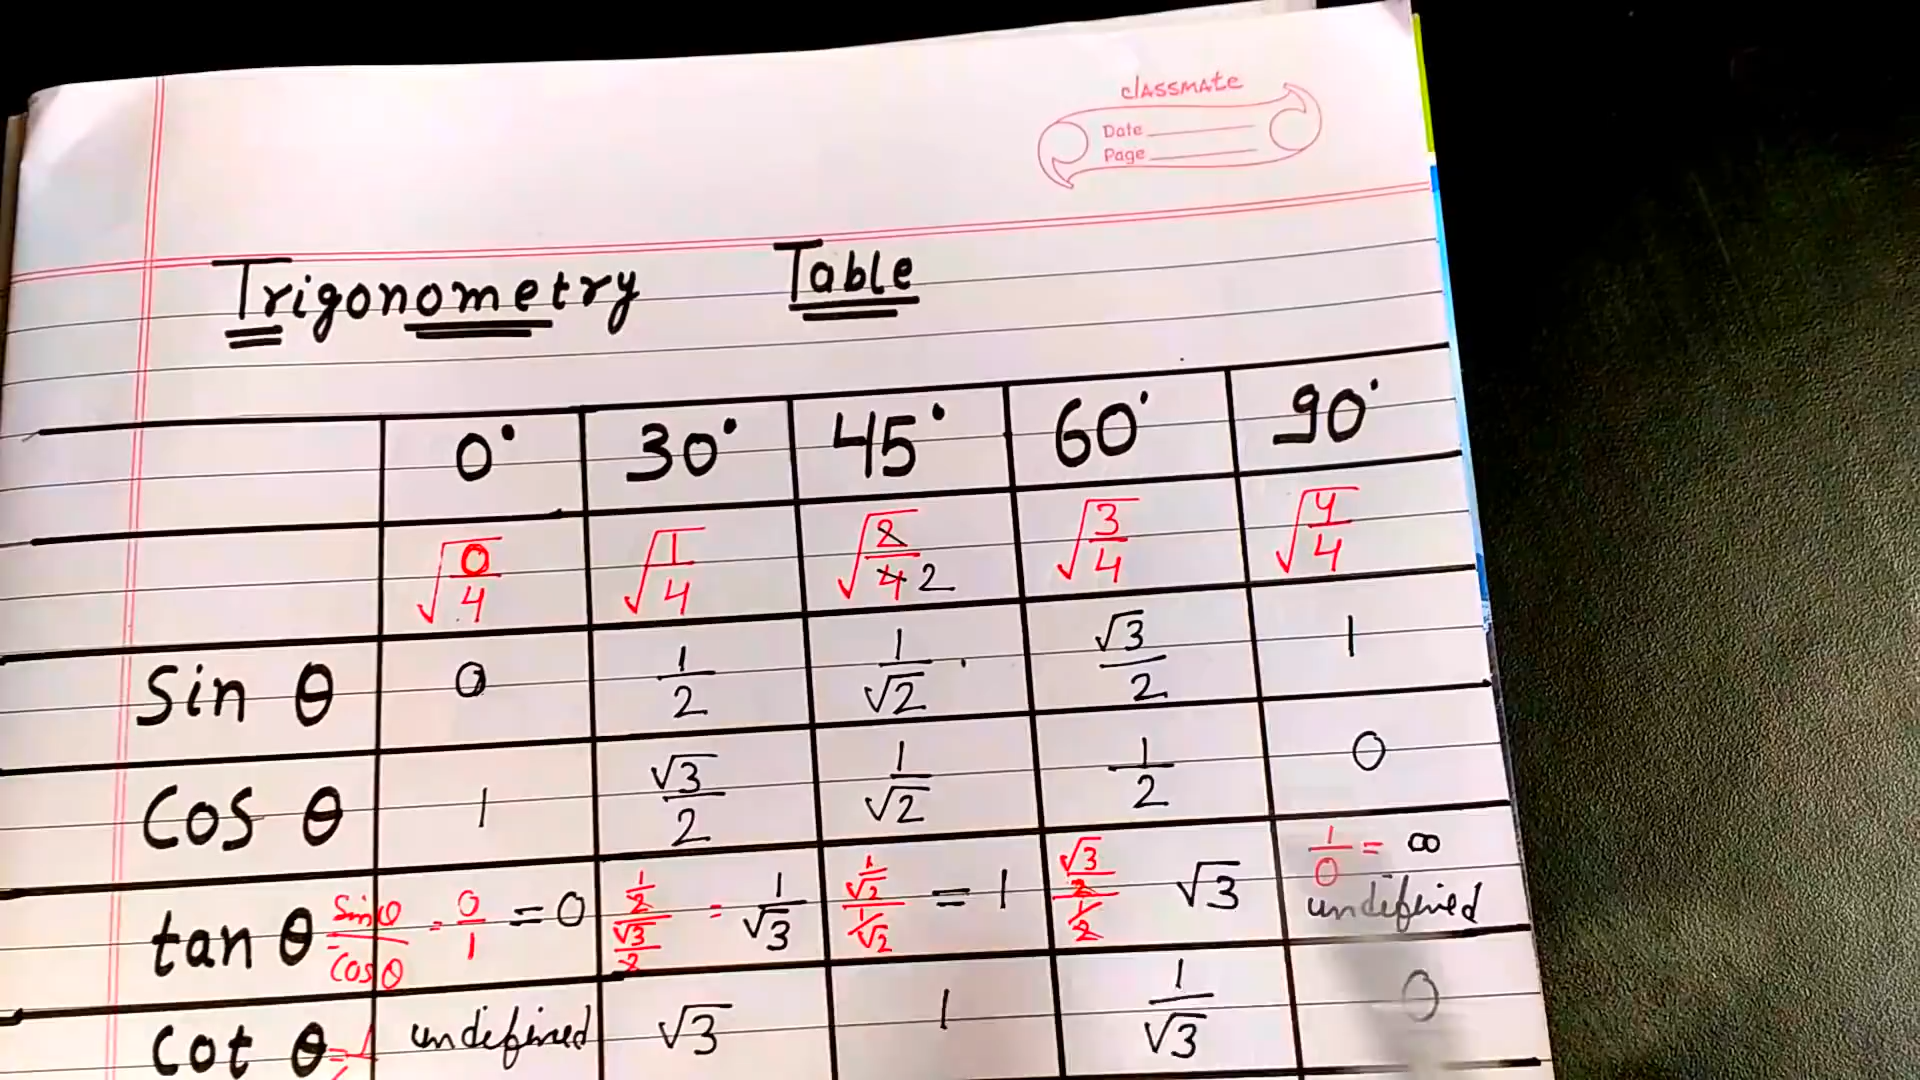 classmate
Date
Page
Trigonometry Table
0° 30° 45° 60° 90°
√0/4 √1/4 √2/4 2 √3/4 √4/4
Sin θ 0 1/2 1/√2 √3/2 1
Cos θ 1 √3/2 1/√2 1/2 0
tan θ sinθ/cosθ = 0/1 = 0 1/2/√3/2 = 1/√3 1/√2/1/√2 = 1 √3/2/1/2 √3 1/0 = ∞ undefined
Cot θ = 1 undefined √3 1 1/√3 0